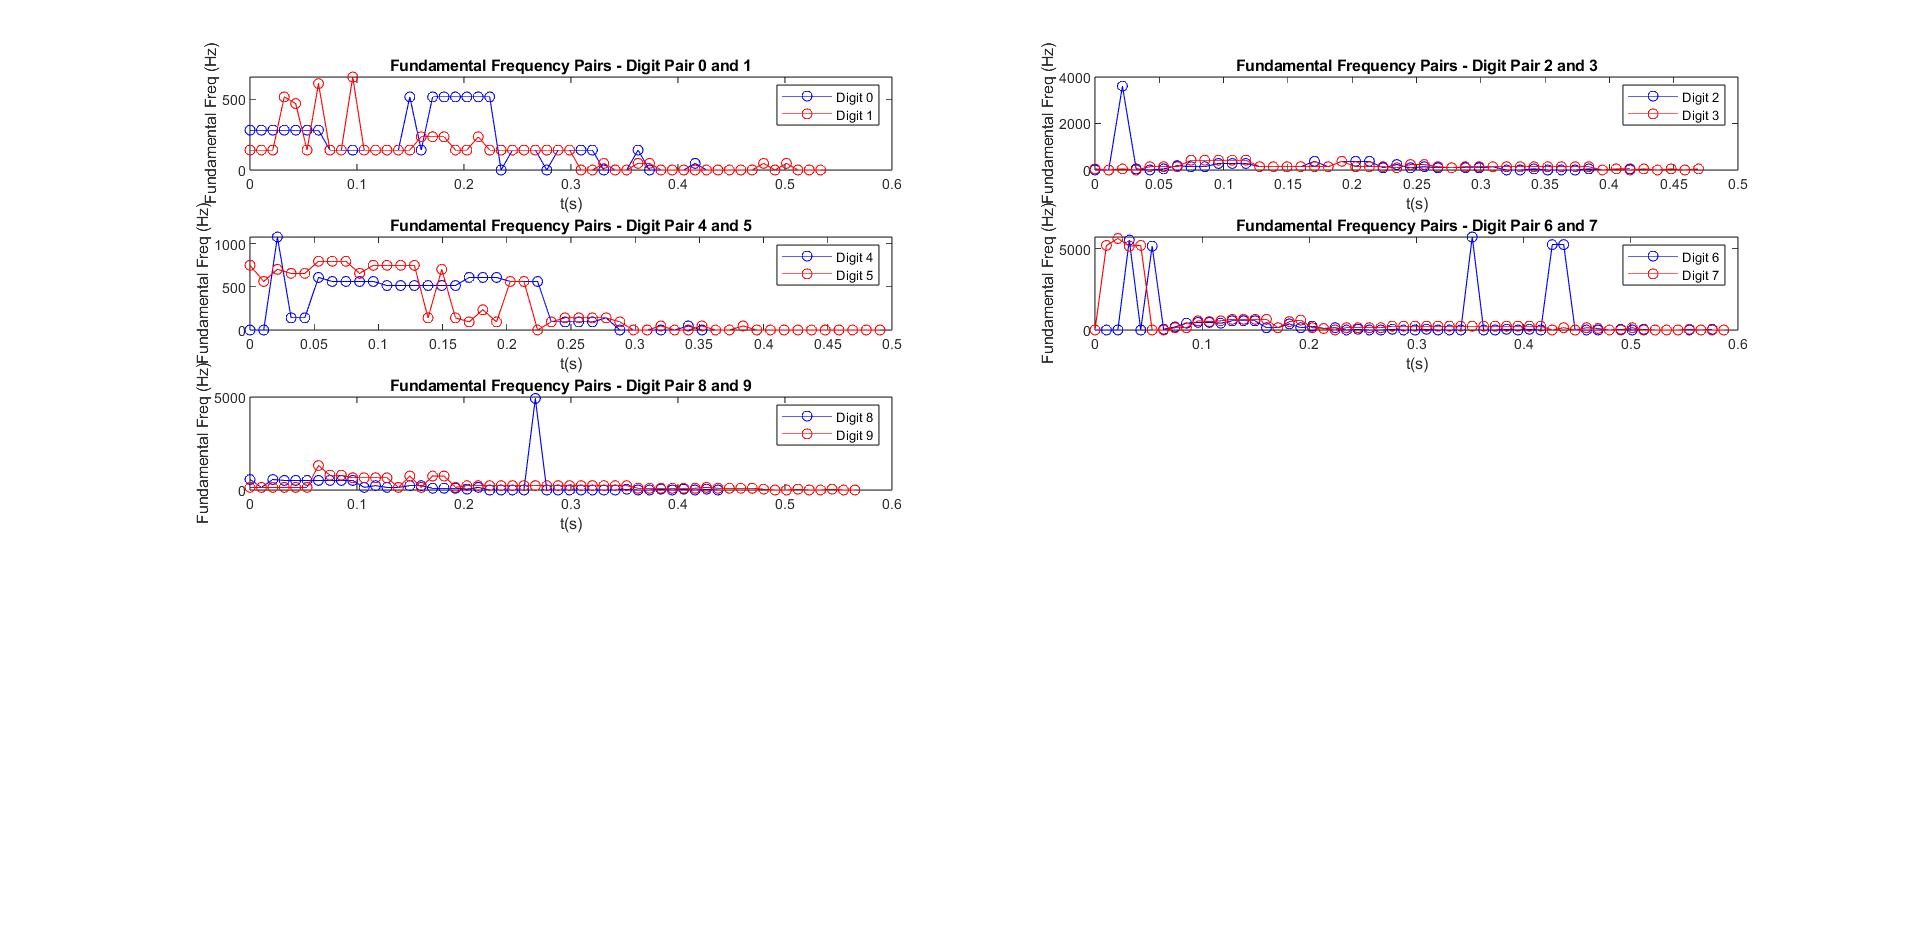 Fundamental Frequency Pairs - Digit Pair 0 and 1
Fundamental Freq (Hz)
500
0
Digit 0
Digit 1
0 0.1 0.2 0.3 0.4 0.5 0.6
t(s)
Fundamental Frequency Pairs - Digit Pair 2 and 3
Fundamental Freq (Hz)
4000
2000
0
Digit 2
Digit 3
0 0.05 0.1 0.15 0.2 0.25 0.3 0.35 0.4 0.45 0.5
t(s)
Fundamental Frequency Pairs - Digit Pair 4 and 5
Fundamental Freq (Hz)
1000
500
0
Digit 4
Digit 5
0 0.05 0.1 0.15 0.2 0.25 0.3 0.35 0.4 0.45 0.5
t(s)
Fundamental Frequency Pairs - Digit Pair 6 and 7
Fundamental Freq (Hz)
5000
0
Digit 6
Digit 7
0 0.1 0.2 0.3 0.4 0.5 0.6
t(s)
Fundamental Frequency Pairs - Digit Pair 8 and 9
Fundamental Freq (Hz)
5000
0
Digit 8
Digit 9
0 0.1 0.2 0.3 0.4 0.5 0.6
t(s)